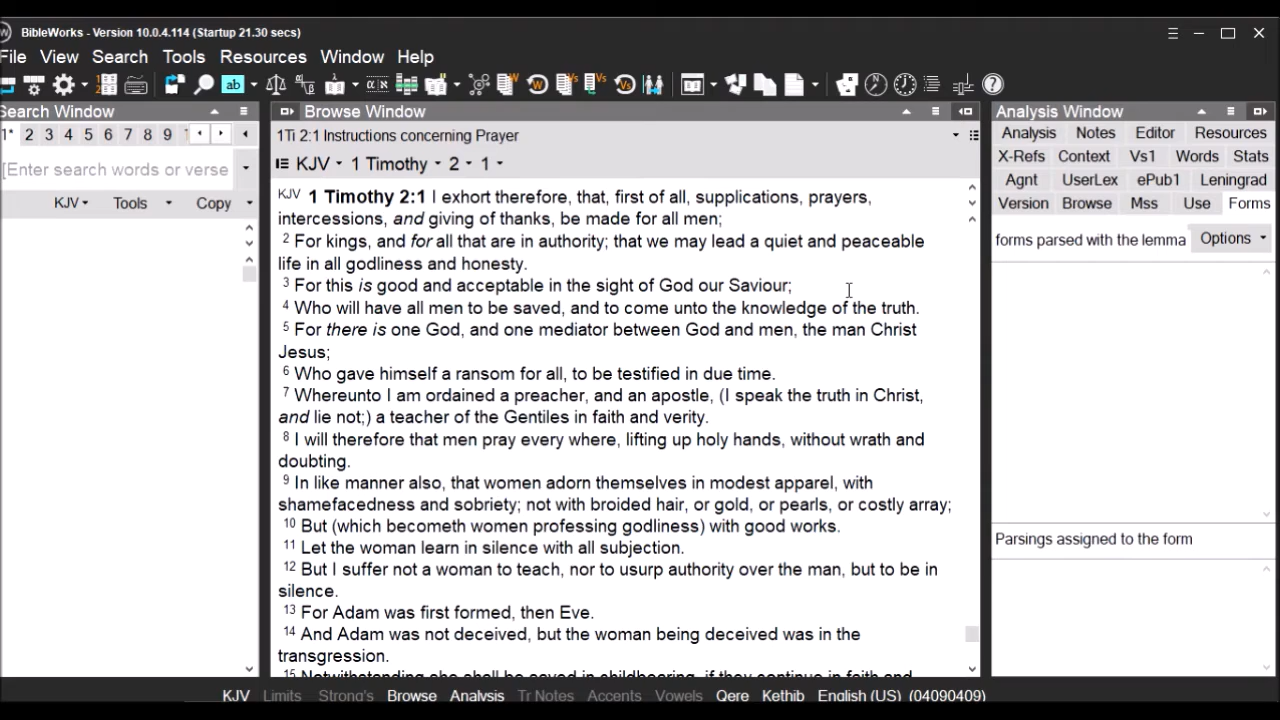 BibleWorks - Version 10.0.4.114 (Startup 21.30 secs)
File View Search Tools Resources Window Help
Search Window
1* 2 3 4 5 6 7 8 9
[Enter search words or verse
KJV Tools Copy
Browse Window
1Ti 2:1 Instructions concerning Prayer
KJV 1 Timothy 2 1
KJV 1 Timothy 2:1 I exhort therefore, that, first of all, supplications, prayers,
intercessions, and giving of thanks, be made for all men;
2 For kings, and for all that are in authority; that we may lead a quiet and peaceable
life in all godliness and honesty.
3 For this is good and acceptable in the sight of God our Saviour;
4 Who will have all men to be saved, and to come unto the knowledge of the truth.
5 For there is one God, and one mediator between God and men, the man Christ
Jesus;
6 Who gave himself a ransom for all, to be testified in due time.
7 Whereunto I am ordained a preacher, and an apostle, (I speak the truth in Christ,
and lie not;) a teacher of the Gentiles in faith and verity.
8 I will therefore that men pray every where, lifting up holy hands, without wrath and
doubting.
9 In like manner also, that women adorn themselves in modest apparel, with
shamefacedness and sobriety; not with broided hair, or gold, or pearls, or costly array;
10 But (which becometh women professing godliness) with good works.
11 Let the woman learn in silence with all subjection.
12 But I suffer not a woman to teach, nor to usurp authority over the man, but to be in
silence.
13 For Adam was first formed, then Eve.
14 And Adam was not deceived, but the woman being deceived was in the
transgression.
15 Notwithstanding she shall be saved in childbearing, if they continue in faith and
Analysis Window
Analysis Notes Editor Resources
X-Refs Context Vs1 Words Stats
Agnt UserLex ePub1 Leningrad
Version Browse Mss Use Forms
forms parsed with the lemma Options
Parsings assigned to the form
KJV Limits Strong's Browse Analysis Tr Notes Accents Vowels Qere Kethib English (US) (04090409)